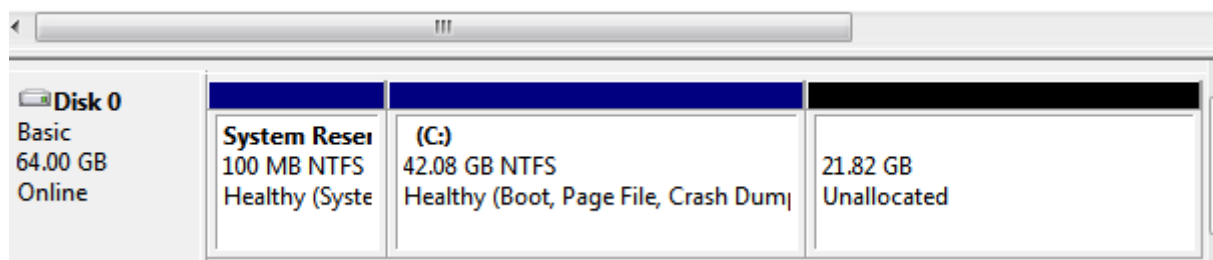 Disk 0
Basic
64.00 GB
Online
System Reser
100 MB NTFS
Healthy (Syste
(C:)
42.08 GB NTFS
Healthy (Boot, Page File, Crash Dum
21.82 GB
Unallocated